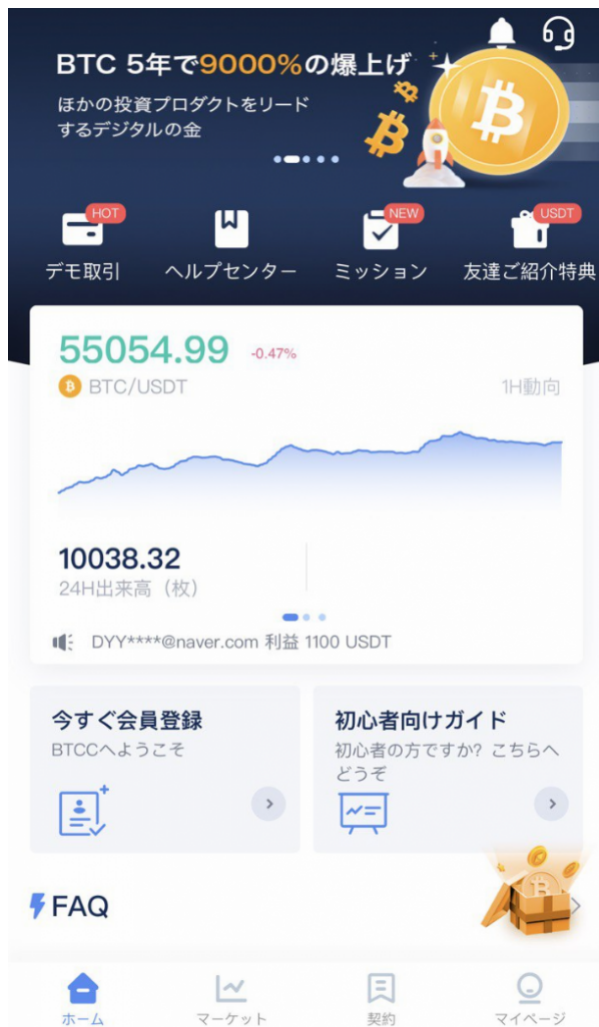 BTC 5年で9000%の爆上げ
ほかの投資プロダクトをリード
するデジタルの金
HOT
NEW
USDT
デモ取引
ヘルプセンター
ミッション
友達ご紹介特典
55054.99
-0.47%
BTC/USDT
1H動向
10038.32
24H出来高（枚）
DYY****@naver.com 利益 1100 USDT
今すぐ会員登録
BTCCへようこそ
初心者向けガイド
初心者の方ですか? こちらへ
どうぞ
FAQ
ホーム
マーケット
契約
マイページ